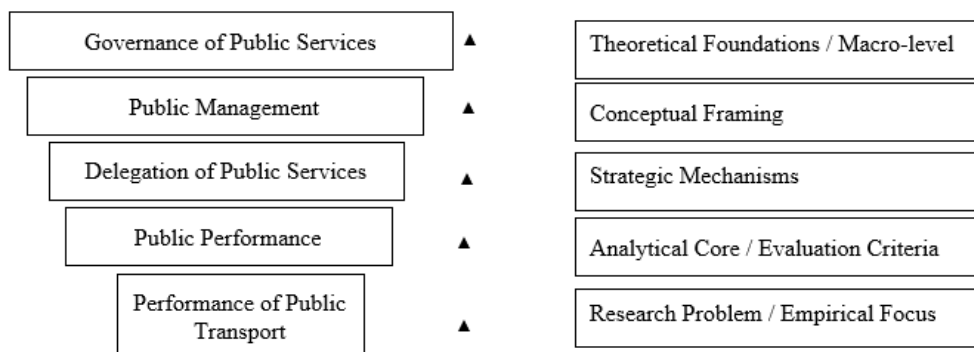 Governance of Public Services ▲ Theoretical Foundations / Macro-level
Public Management ▲ Conceptual Framing
Delegation of Public Services ▲ Strategic Mechanisms
Public Performance ▲ Analytical Core / Evaluation Criteria
Performance of Public
Transport ▲ Research Problem / Empirical Focus